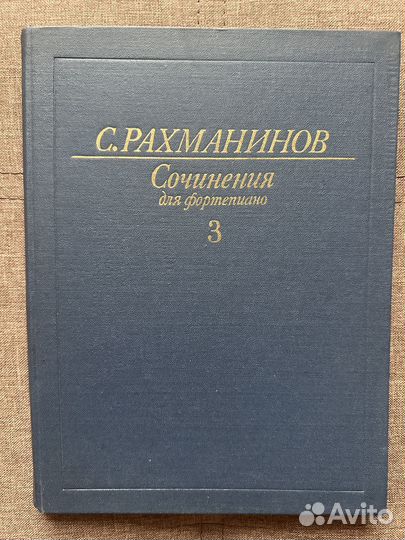 С. РАХМАНИНОВ
Сочинения
для фортепиано
3
Avito